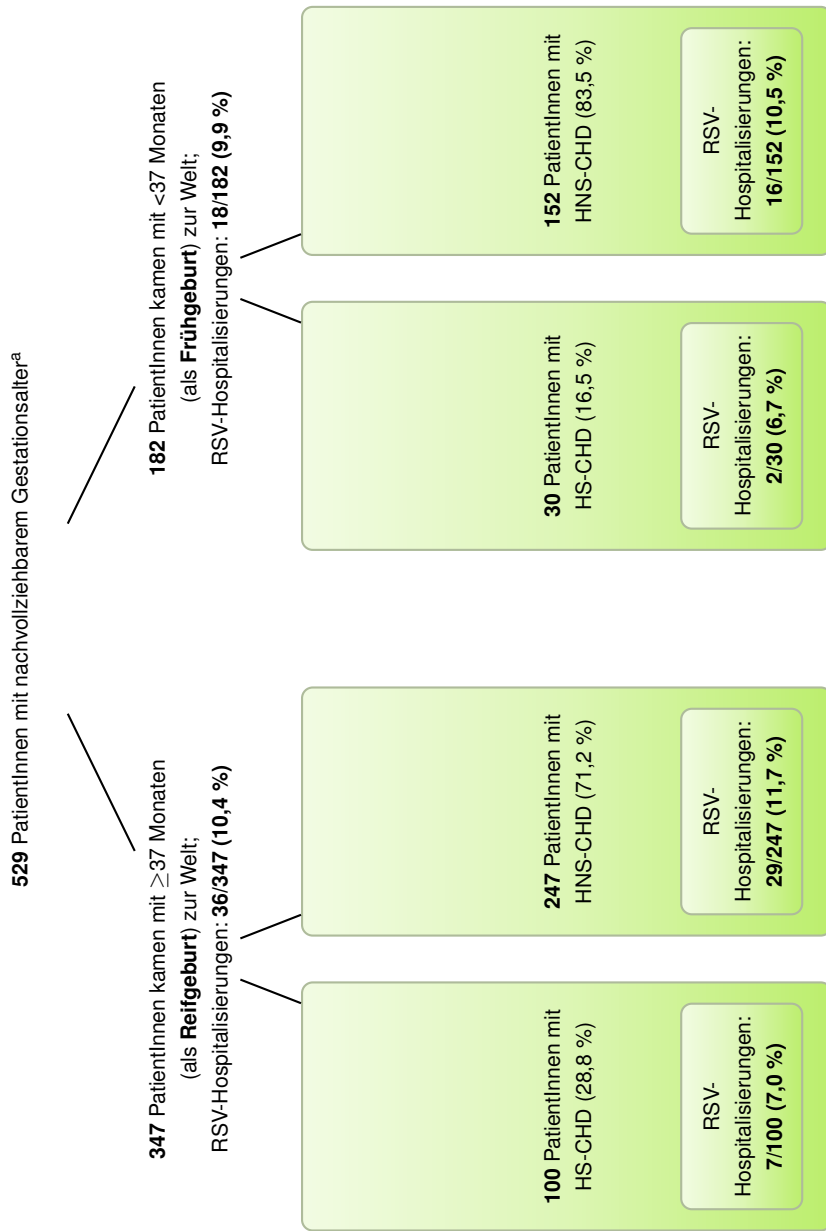 529 PatientInnen mit nachvollziehbarem Gestationsalterᵃ
347 PatientInnen kamen mit ≥37 Monaten
(als Reifgeburt) zur Welt;
RSV-Hospitalisierungen: 36/347 (10,4 %)
182 PatientInnen kamen mit <37 Monaten
(als Frühgeburt) zur Welt;
RSV-Hospitalisierungen: 18/182 (9,9 %)
100 PatientInnen mit
HS-CHD (28,8 %)
RSV-
Hospitalisierungen:
7/100 (7,0 %)
247 PatientInnen mit
HNS-CHD (71,2 %)
RSV-
Hospitalisierungen:
29/247 (11,7 %)
30 PatientInnen mit
HS-CHD (16,5 %)
RSV-
Hospitalisierungen:
2/30 (6,7 %)
152 PatientInnen mit
HNS-CHD (83,5 %)
RSV-
Hospitalisierungen:
16/152 (10,5 %)